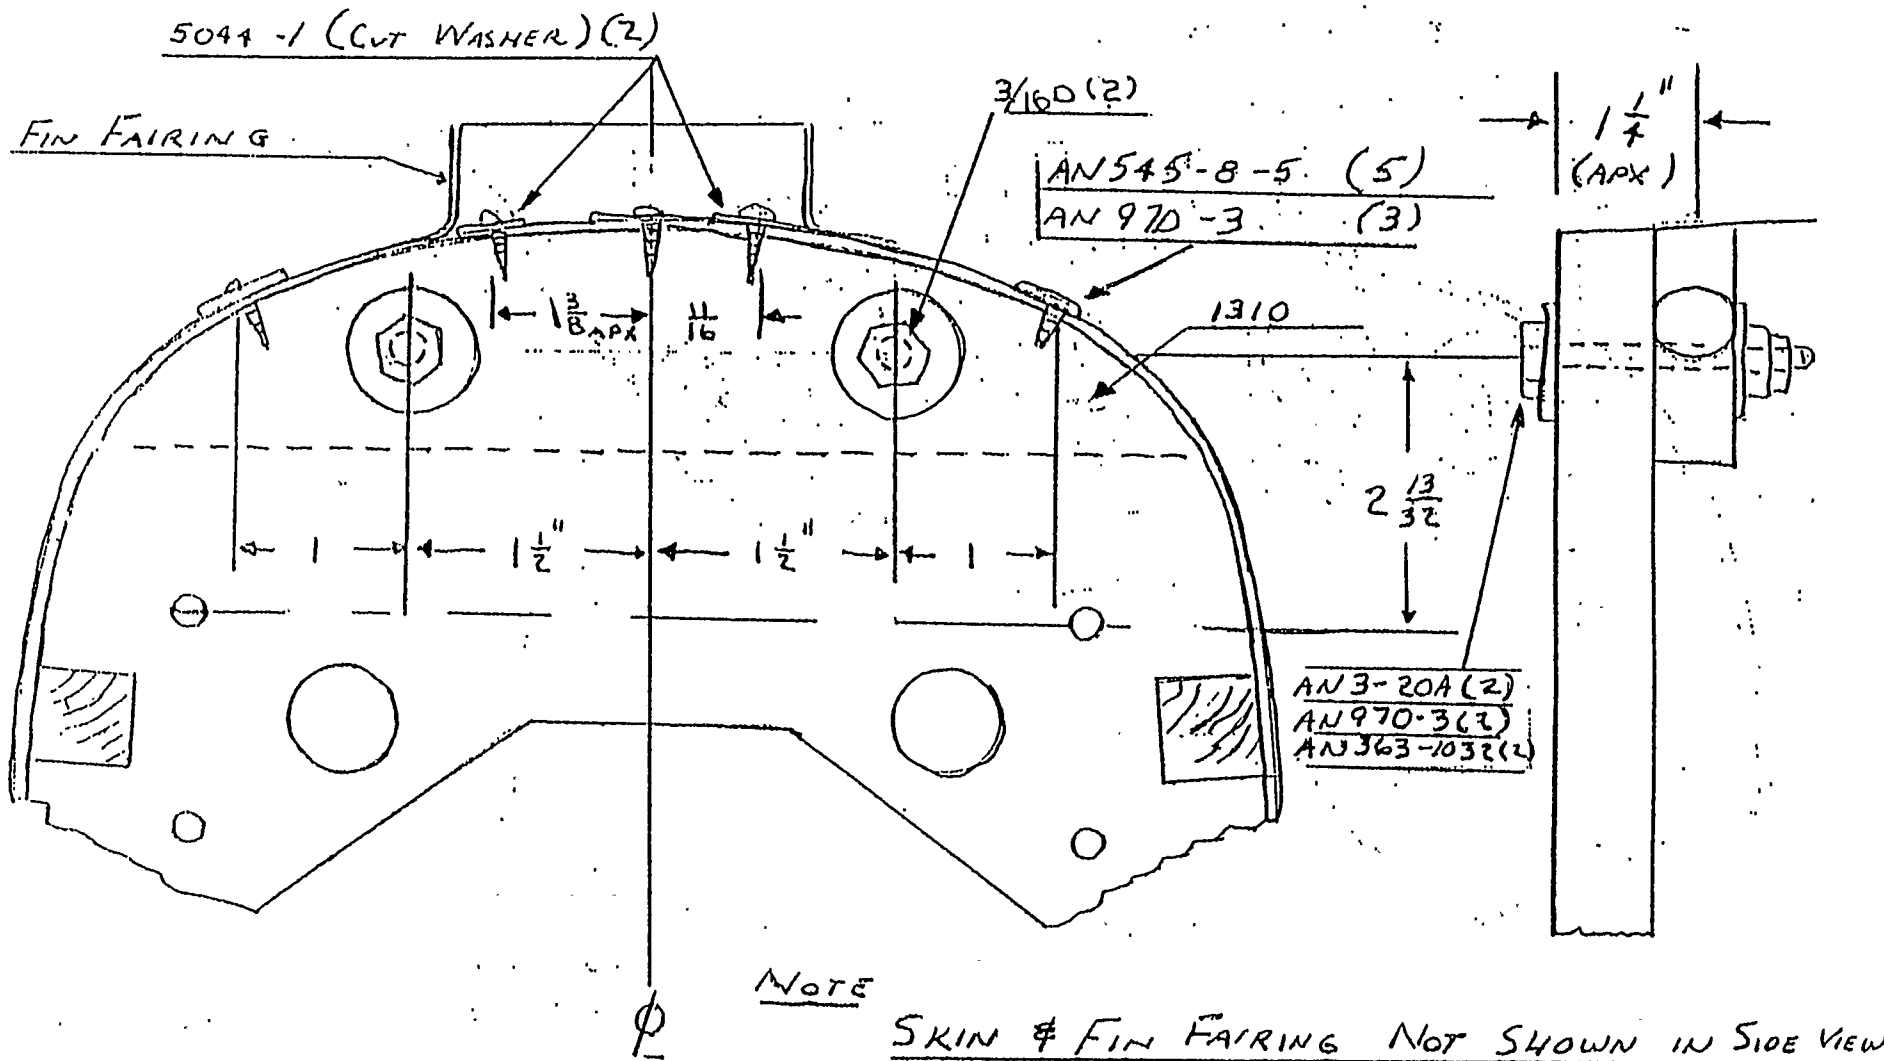 5044 -1 (CUT WASHER) (2)
FIN FAIRING
3/16D (2)
AN545-8-5 (5)
AN 970-3 (3)
1 1/4"
(APX)
1310
1 3/8 APX
11/16
2 13/32
1
1 1/2"
1 1/2"
1
AN3-20A (2)
AN970-3 (2)
AN363-1032 (2)
NOTE
SKIN & FIN FAIRING NOT SHOWN IN SIDE VIEW